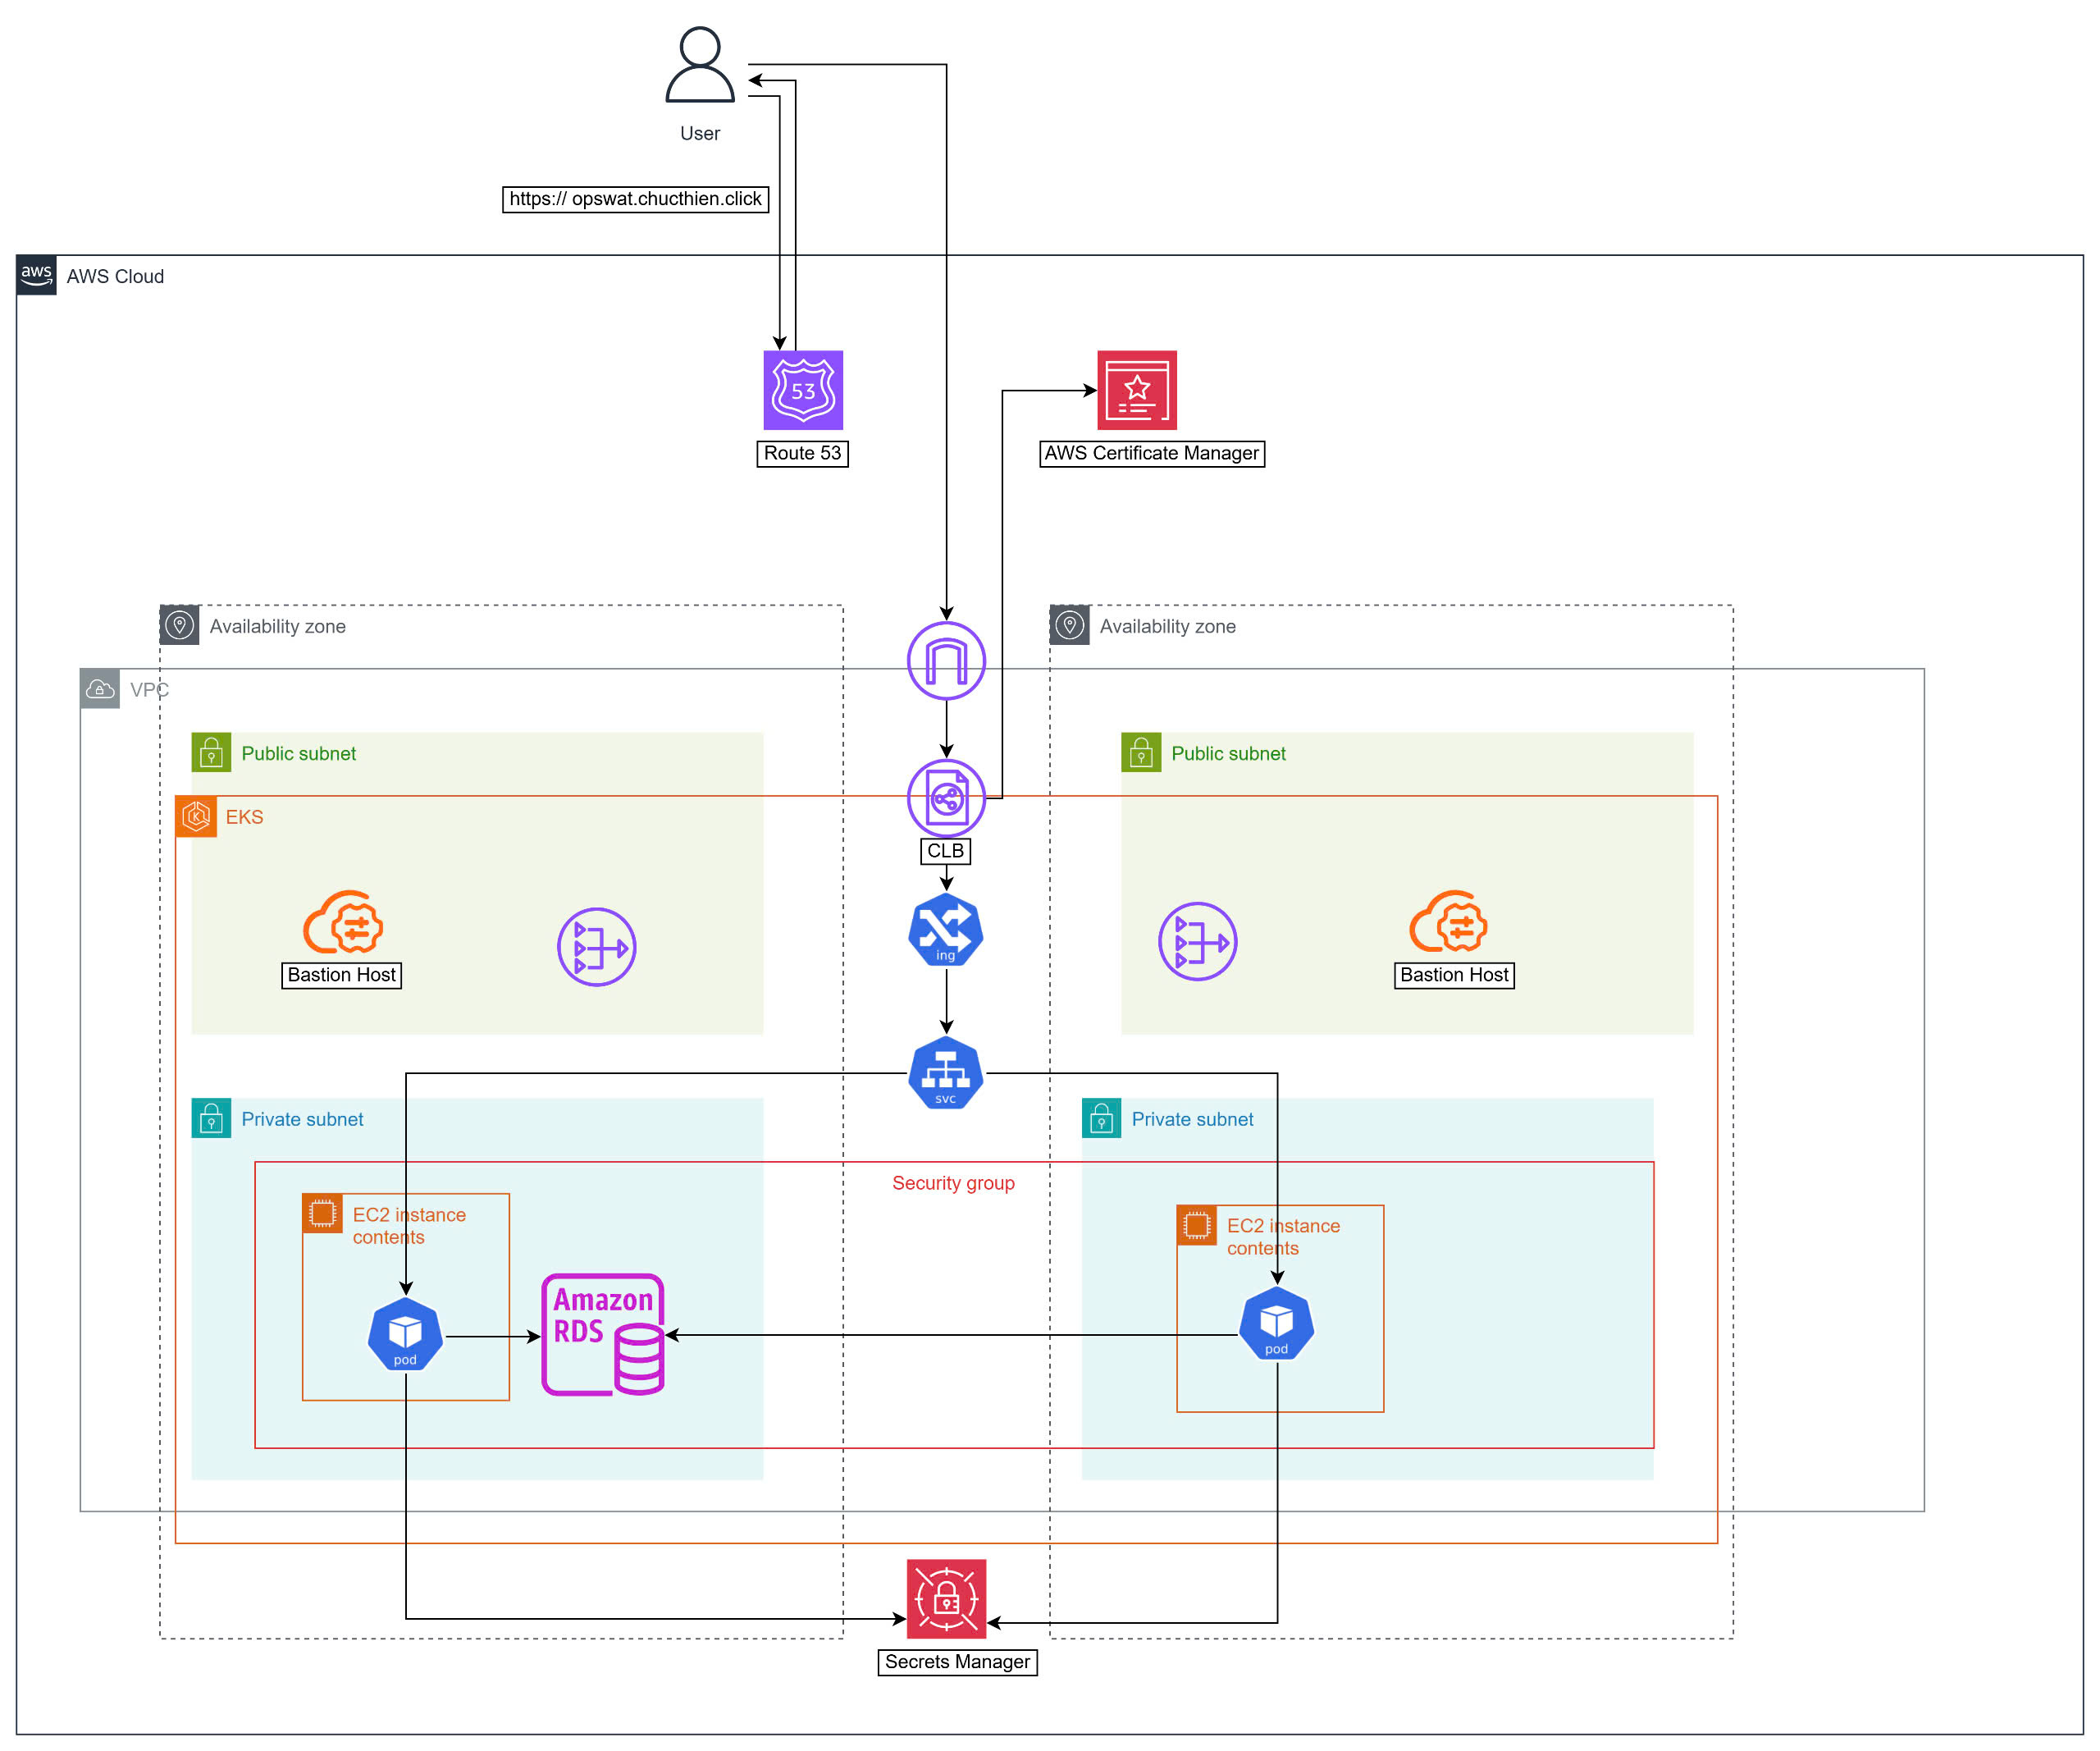 User
https:// opswat.chucthien.click
aws
AWS Cloud
53
Route 53
AWS Certificate Manager
Availability zone
Availability zone
VPC
Public subnet
Public subnet
K
EKS
CLB
ing
Bastion Host
Bastion Host
svc
Private subnet
Private subnet
Security group
EC2 instance
contents
EC2 instance
contents
Amazon
RDS
pod
pod
Secrets Manager